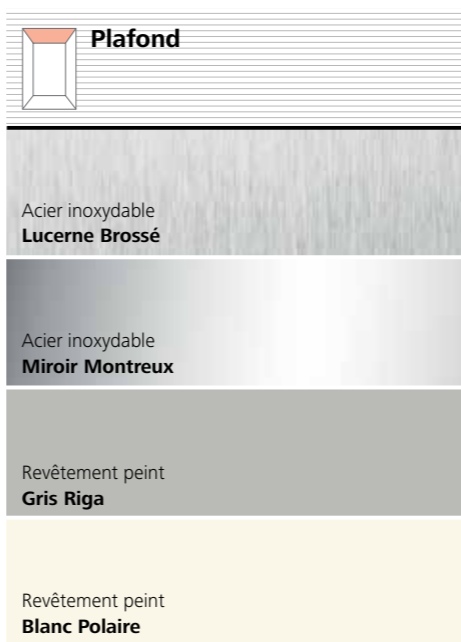 Plafond
Acier inoxydable
Lucerne Brossé
Acier inoxydable
Miroir Montreux
Revêtement peint
Gris Riga
Revêtement peint
Blanc Polaire